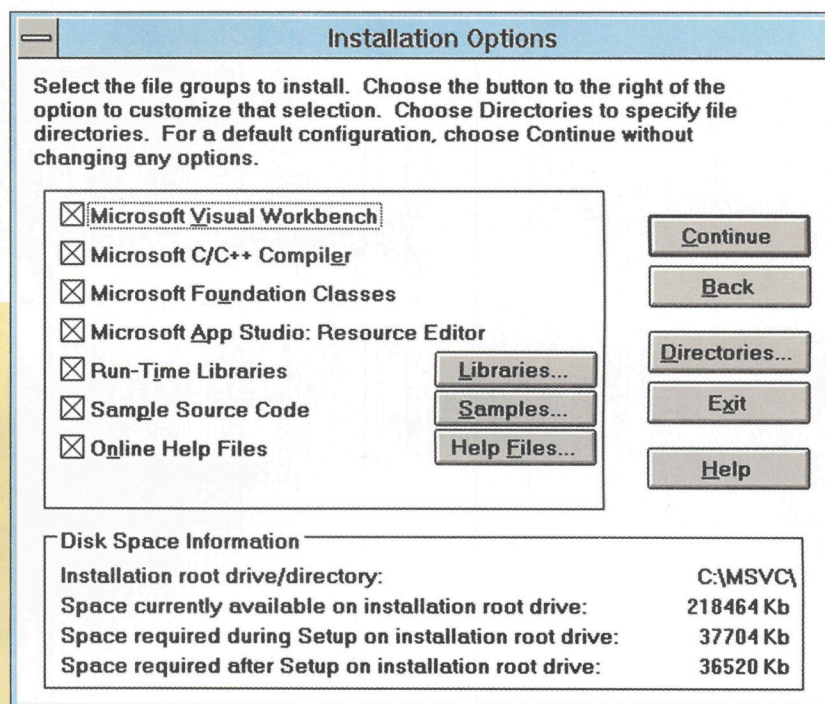 Installation Options
Select the file groups to install. Choose the button to the right of the
option to customize that selection. Choose Directories to specify file
directories. For a default configuration, choose Continue without
changing any options.
Microsoft Visual Workbench
Microsoft C/C++ Compiler
Microsoft Foundation Classes
Microsoft App Studio: Resource Editor
Run-Time Libraries
Libraries...
Sample Source Code
Samples...
Online Help Files
Help Files...
Continue
Back
Directories...
Exit
Help
Disk Space Information
Installation root drive/directory: C:\MSVC\
Space currently available on installation root drive: 218464 Kb
Space required during Setup on installation root drive: 37704 Kb
Space required after Setup on installation root drive: 36520 Kb